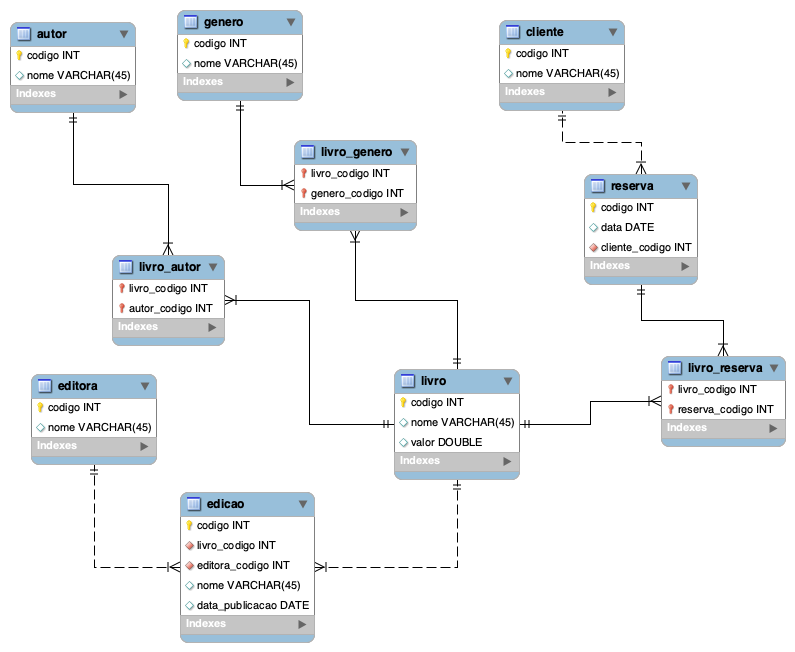 autor
codigo INT
nome VARCHAR(45)
Indexes
genero
codigo INT
nome VARCHAR(45)
Indexes
cliente
codigo INT
nome VARCHAR(45)
Indexes
livro_genero
livro_codigo INT
genero_codigo INT
Indexes
reserva
codigo INT
data DATE
cliente_codigo INT
Indexes
livro_autor
livro_codigo INT
autor_codigo INT
Indexes
editora
codigo INT
nome VARCHAR(45)
Indexes
livro
codigo INT
nome VARCHAR(45)
valor DOUBLE
Indexes
livro_reserva
livro_codigo INT
reserva_codigo INT
Indexes
edicao
codigo INT
livro_codigo INT
editora_codigo INT
nome VARCHAR(45)
data_publicacao DATE
Indexes